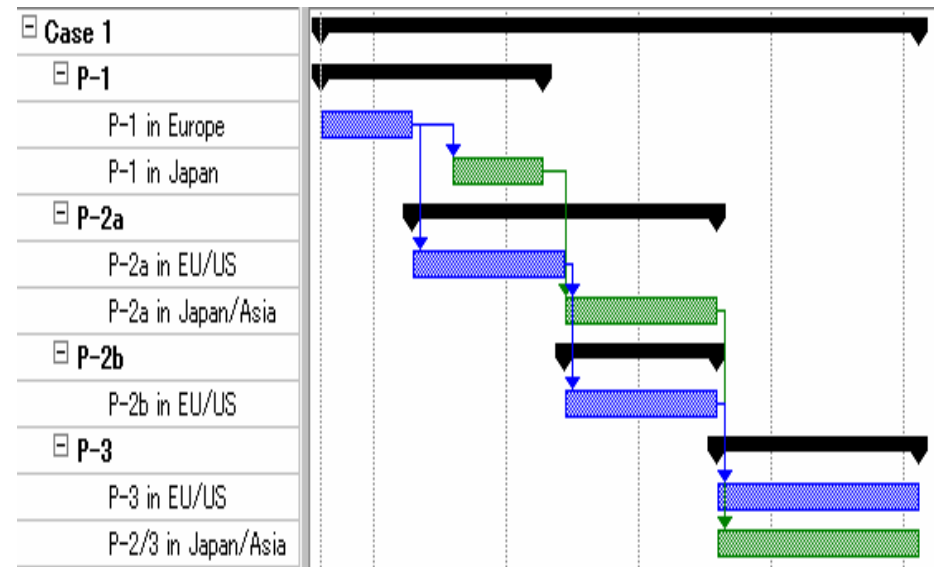 Case 1
P-1
P-1 in Europe
P-1 in Japan
P-2a
P-2a in EU/US
P-2a in Japan/Asia
P-2b
P-2b in EU/US
P-3
P-3 in EU/US
P-2/3 in Japan/Asia